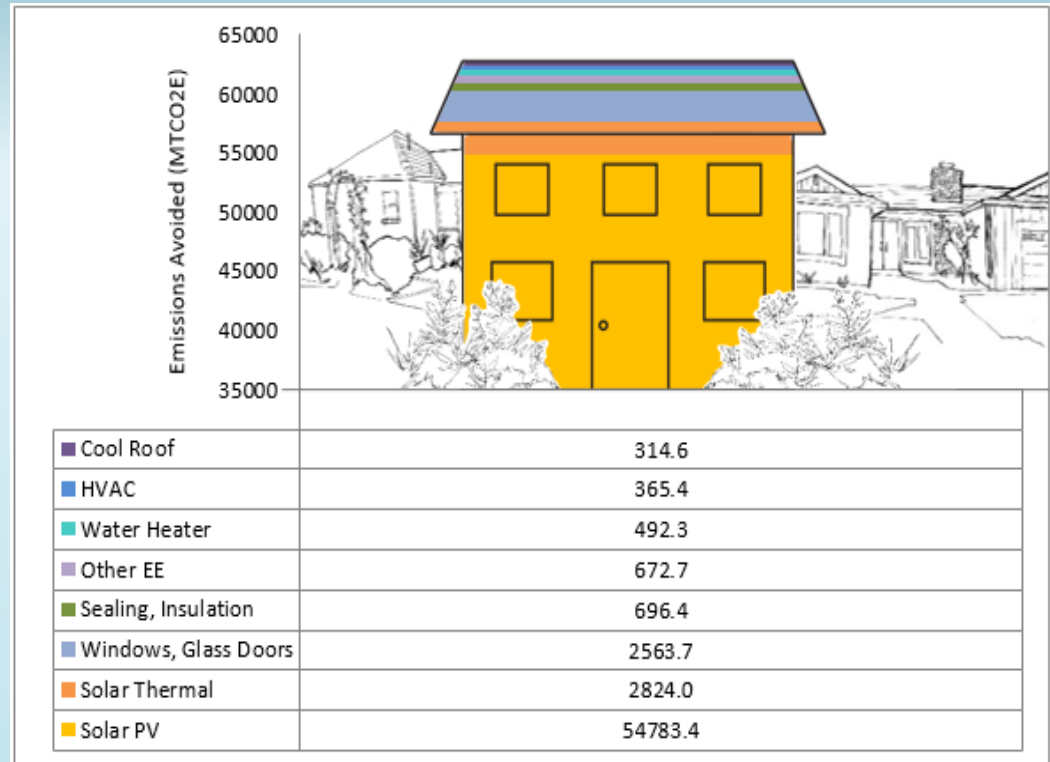 65000
60000
55000
50000
45000
40000
35000
Emissions Avoided (MTCO2E)
Cool Roof 314.6
HVAC 365.4
Water Heater 492.3
Other EE 672.7
Sealing, Insulation 696.4
Windows, Glass Doors 2563.7
Solar Thermal 2824.0
Solar PV 54783.4